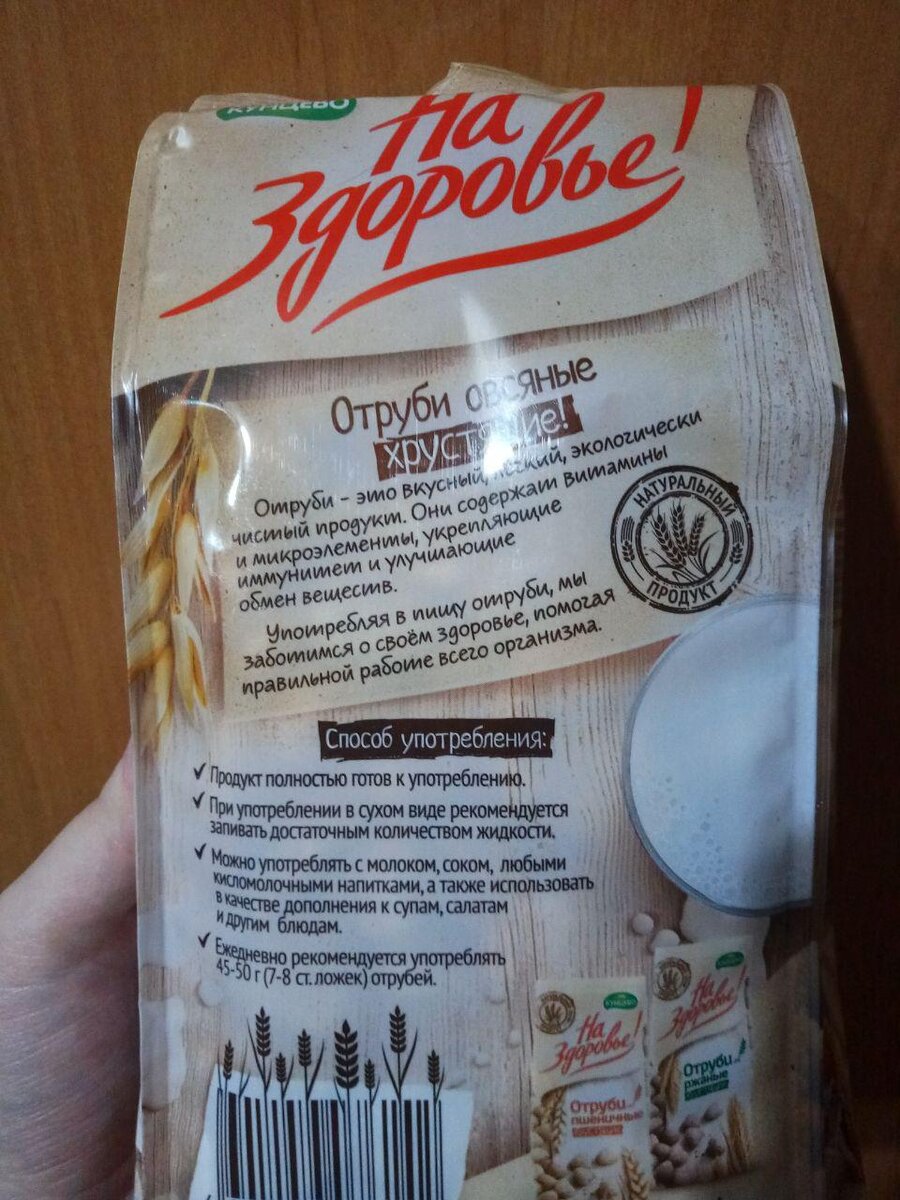 КУНЦЕВО
На
Здоровье!
Отруби овсяные
хрустящие!
Отруби - это вкусный, лёгкий, экологически
чистый продукт. Они содержат витамины
и микроэлементы, укрепляющие
иммунитет и улучшающие
обмен веществ.
Употребляя в пищу отруби, мы
заботимся о своём здоровье, помогая
правильной работе всего организма.
НАТУРАЛЬНЫЙ
ПРОДУКТ
Способ употребления:
✓ Продукт полностью готов к употреблению.
✓ При употреблении в сухом виде рекомендуется
запивать достаточным количеством жидкости.
✓ Можно употреблять с молоком, соком, любыми
кисломолочными напитками, а также использовать
в качестве дополнения к супам, салатам
и другим блюдам.
✓ Ежедневно рекомендуется употреблять
45-50 г (7-8 ст. ложек) отрубей.
КУНЦЕВО
На
Здоровье!
Отруби
пшеничные
На
Здоровье!
Отруби
ржаные